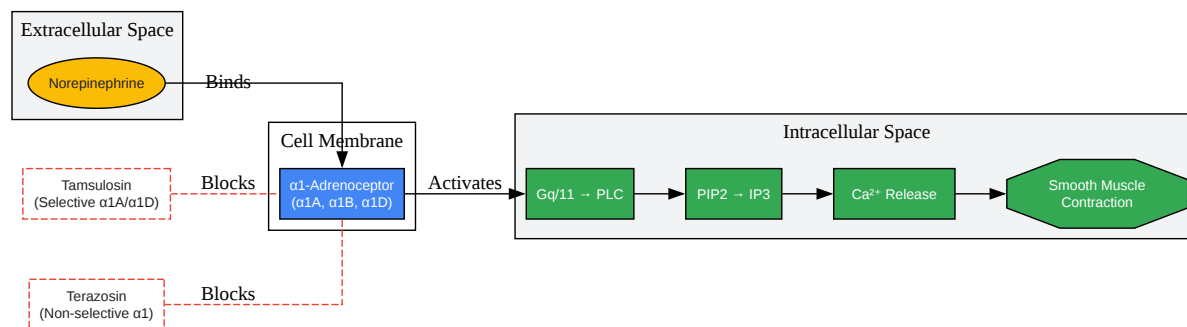 Extracellular Space
Norepinephrine
Binds
Cell Membrane
α1-Adrenoceptor
(α1A, α1B, α1D)
Tamsulosin
(Selective α1A/α1D)
Blocks
Terazosin
(Non-selective α1)
Blocks
Activates
Intracellular Space
Gq/11 → PLC
PIP2 → IP3
Ca²⁺ Release
Smooth Muscle
Contraction